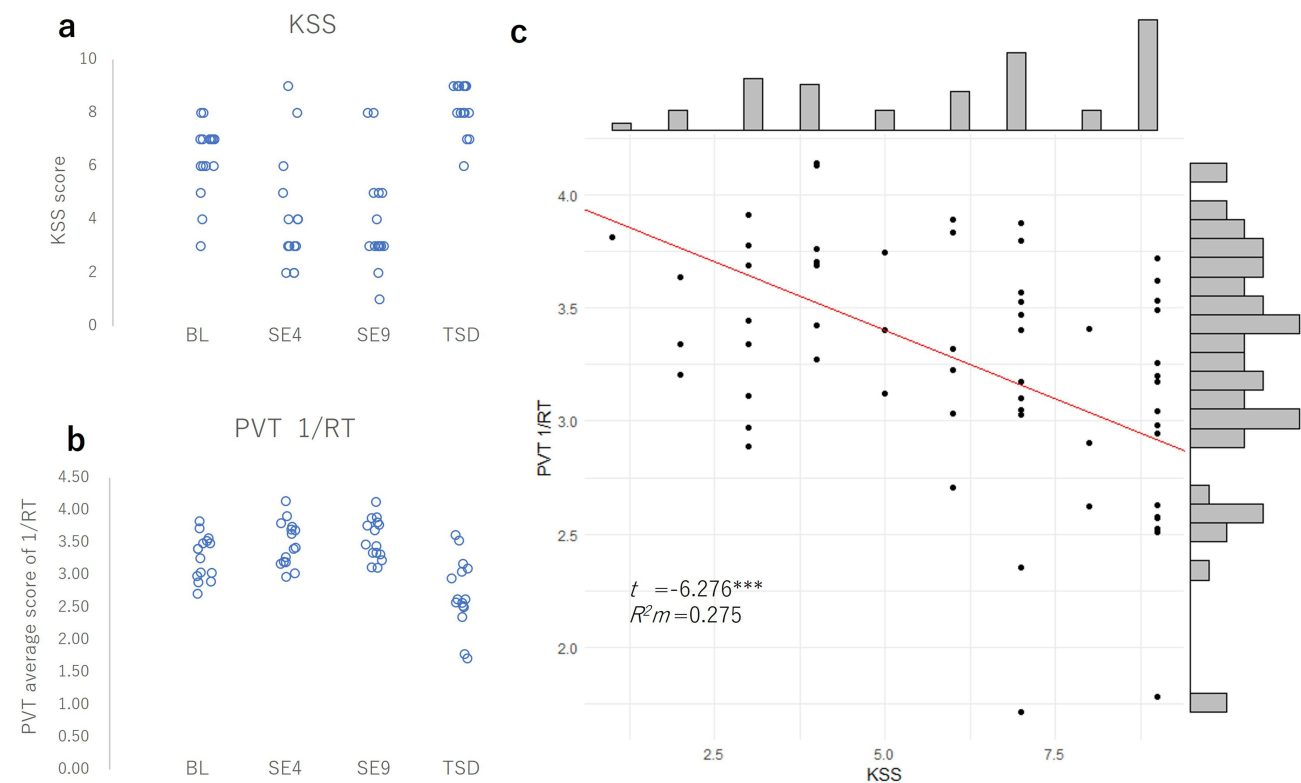 a
KSS
10
8
6
4
2
0
KSS score
BL SE4 SE9 TSD
b
PVT 1/RT
4.50
4.00
3.50
3.00
2.50
2.00
1.50
1.00
0.50
0.00
PVT average score of 1/RT
BL SE4 SE9 TSD
c
4.0
3.5
3.0
2.5
2.0
PVT 1/RT
t =-6.276***
R²m=0.275
2.5 5.0 7.5
KSS